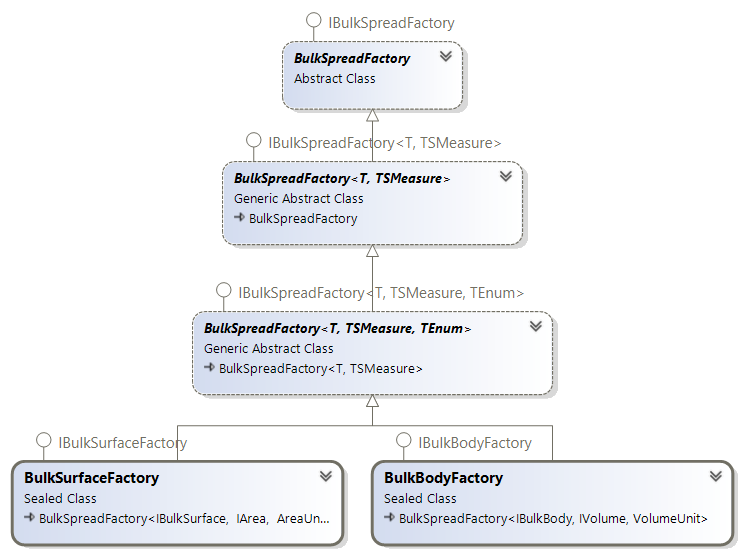 IBulkSpreadFactory
BulkSpreadFactory
Abstract Class
IBulkSpreadFactory<T, TSMeasure>
BulkSpreadFactory<T, TSMeasure>
Generic Abstract Class
BulkSpreadFactory
IBulkSpreadFactory<T, TSMeasure, TEnum>
BulkSpreadFactory<T, TSMeasure, TEnum>
Generic Abstract Class
BulkSpreadFactory<T, TSMeasure>
IBulkSurfaceFactory
BulkSurfaceFactory
Sealed Class
BulkSpreadFactory<IBulkSurface, IArea, AreaUn...
IBulkBodyFactory
BulkBodyFactory
Sealed Class
BulkSpreadFactory<IBulkBody, IVolume, VolumeUnit>